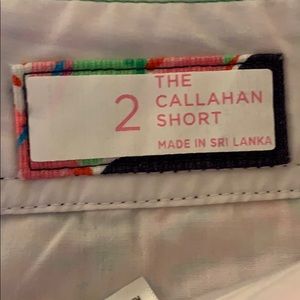 2
THE
CALLAHAN
SHORT
MADE IN SRI LANKA